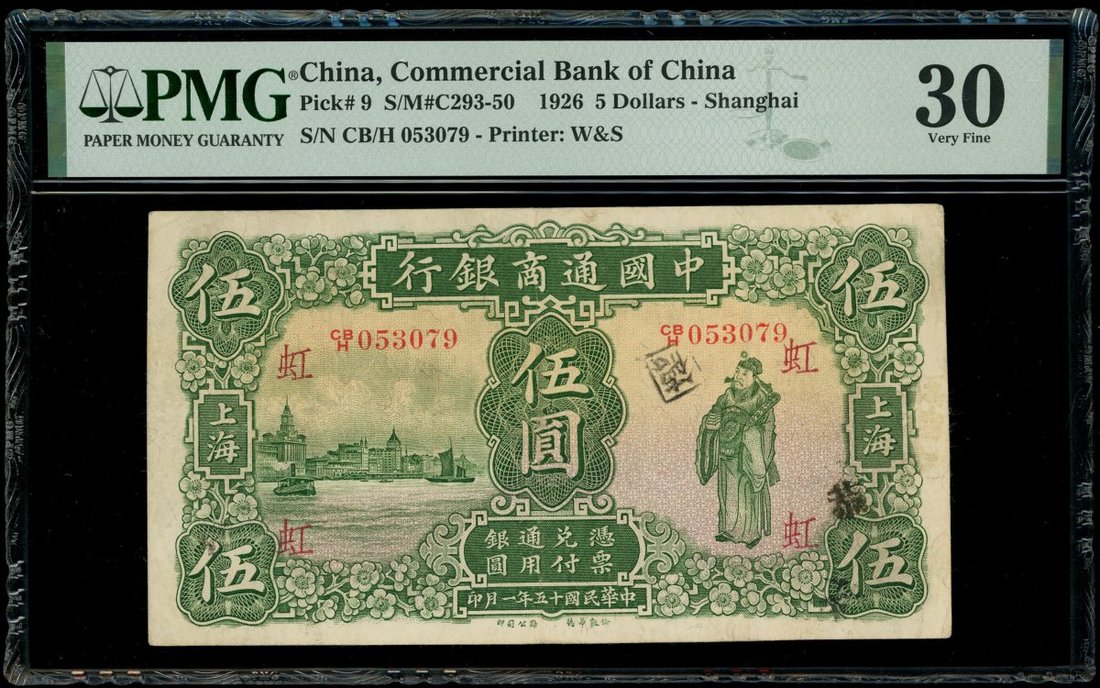 PMG®
PAPER MONEY GUARANTY
China, Commercial Bank of China
Pick# 9 S/M#C293-50 1926 5 Dollars - Shanghai
S/N CB/H 053079 - Printer: W&S
30
Very Fine
行銀商通國中
伍
伍
CB/H 053079
CB/H 053079
虹
虹
伍圓
上海
上海
虹
虹
伍
伍
銀通兌憑
圓用付票
印月一年五十國民華中
PMG
PMG